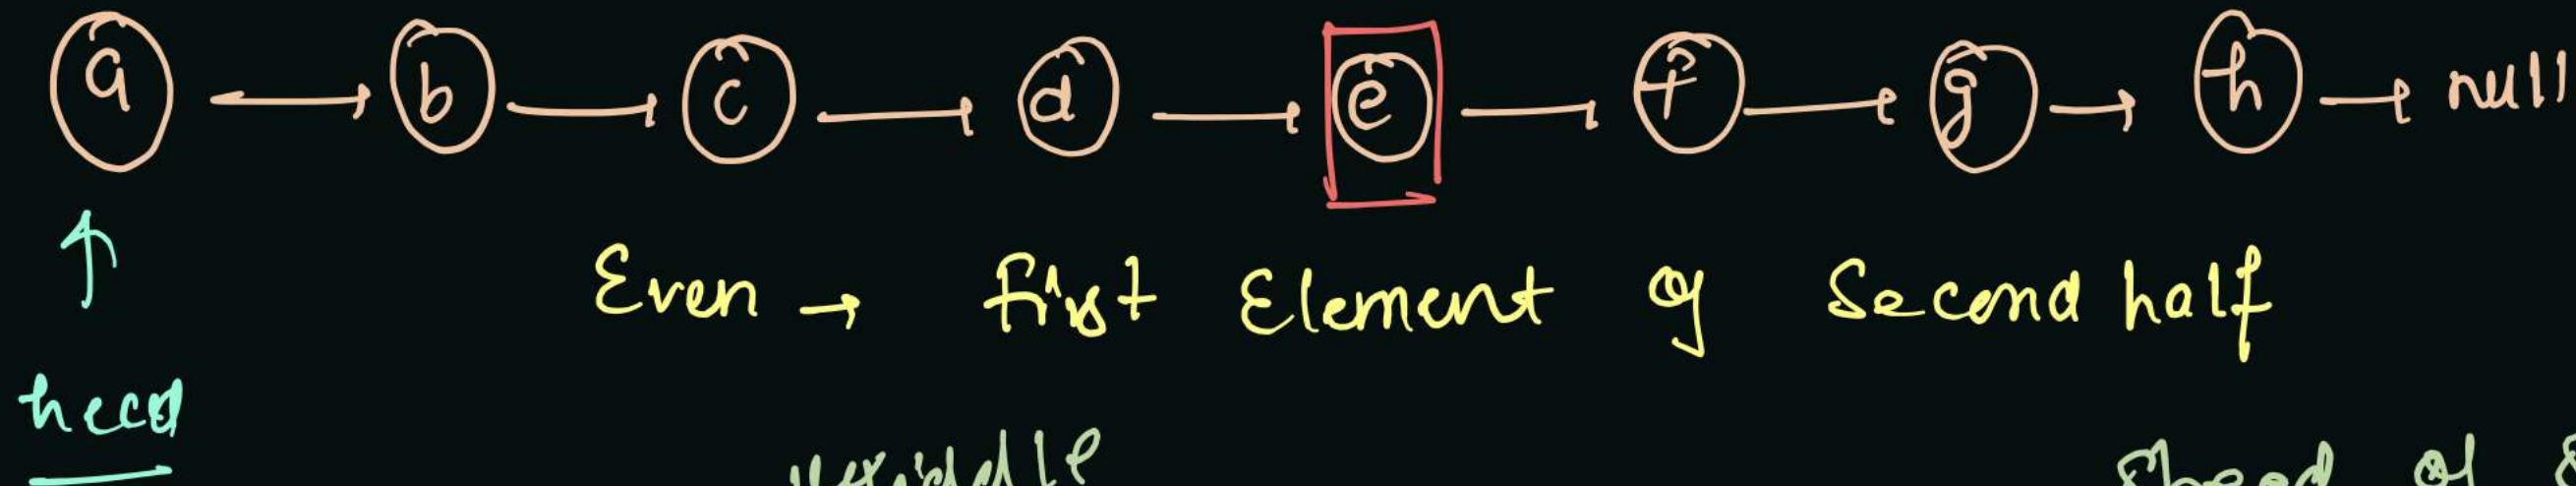 a → b → c → d → e → f → g → h → null
Even → first Element of Second half
head